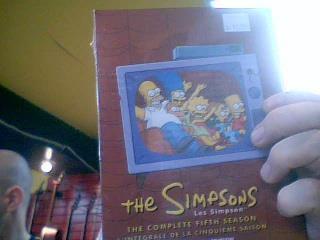 THE SIMPSONS
Les Simpson
THE COMPLETE FIFTH SEASON
L'INTÉGRALE DE LA CINQUIÈME SAISON